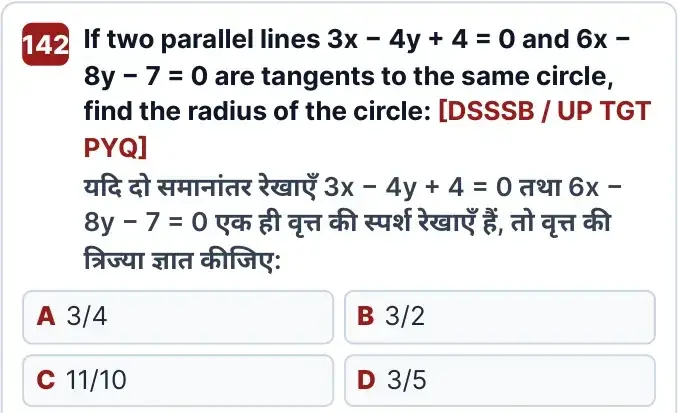 142 If two parallel lines 3x − 4y + 4 = 0 and 6x −
8y − 7 = 0 are tangents to the same circle,
find the radius of the circle: [DSSSB / UP TGT
PYQ]
यदि दो समानांतर रेखाएँ 3x − 4y + 4 = 0 तथा 6x −
8y − 7 = 0 एक ही वृत्त की स्पर्श रेखाएँ हैं, तो वृत्त की
त्रिज्या ज्ञात कीजिए:
A 3/4
B 3/2
C 11/10
D 3/5